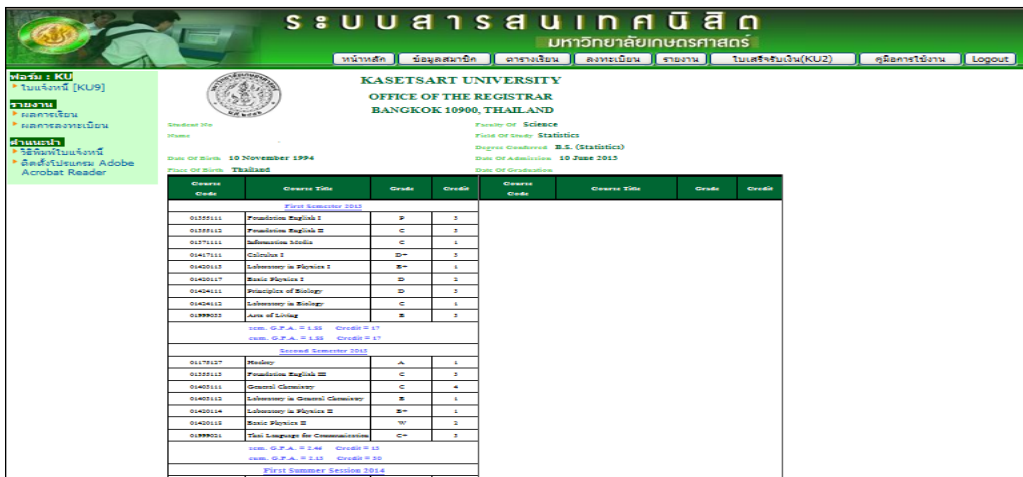 ระบบสารสนเทศนิสิต
มหาวิทยาลัยเกษตรศาสตร์
หน้าหลัก ข้อมูลสมาชิก ตารางเรียน ลงทะเบียน รายงาน ใบเสร็จรับเงิน(KU2) คู่มือการใช้งาน Logout
ฟอร์ม : KU
ใบแจ้งหนี้ [KU9]
รายงาน
ผลการเรียน
ผลการลงทะเบียน
คำแนะนำ
วิธีพิมพ์ใบแจ้งหนี้
ติดตั้งโปรแกรม Adobe
Acrobat Reader
KASETSART UNIVERSITY
OFFICE OF THE REGISTRAR
BANGKOK 10900, THAILAND
Student No
Name
Date Of Birth 10 November 1994
Place Of Birth Thailand
Faculty Of Science
Field Of Study Statistics
Degree Conferred B.S. (Statistics)
Date Of Admission 10 June 2013
Date Of Graduation
Course Code Course Title Grade Credit Course Code Course Title Grade Credit
First Semester 2013
01355111 Foundation English I P 3
01355112 Foundation English II C 3
01371111 Information Media C 1
01417111 Calculus I D+ 3
01420113 Laboratory in Physics I B+ 1
01420117 Basic Physics I D 2
01424111 Principles of Biology D 3
01424112 Laboratory in Biology C 1
01999033 Arts of Living B 3
sem. G.P.A. = 1.88 Credit = 17
cum. G.P.A. = 1.88 Credit = 17
Second Semester 2013
01175127 Hockey A 1
01355113 Foundation English III C 3
01403111 General Chemistry C 4
01403112 Laboratory in General Chemistry B 1
01420114 Laboratory in Physics II B+ 1
01420118 Basic Physics II W 2
01999021 Thai Language for Communication C+ 3
sem. G.P.A. = 2.46 Credit = 13
cum. G.P.A. = 2.13 Credit = 30
First Summer Session 2014